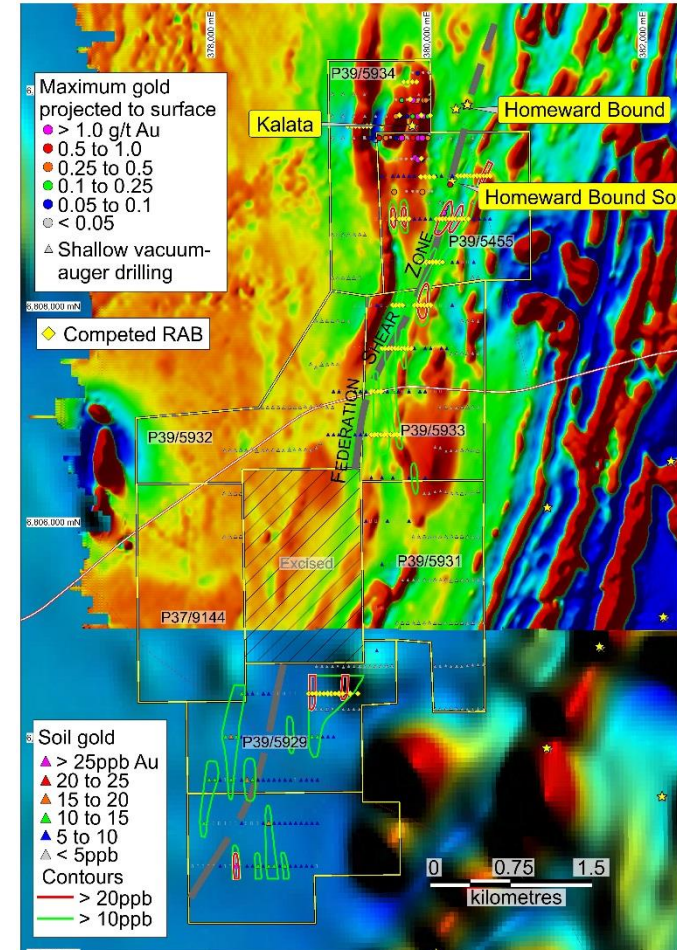 378,000 mE
380,000 mE
382,000 mE
P39/5934
Maximum gold
projected to surface
> 1.0 g/t Au
0.5 to 1.0
0.25 to 0.5
0.1 to 0.25
0.05 to 0.1
< 0.05
Shallow vacuum-
auger drilling
Kalata
Homeward Bound
Homeward Bound So
P39/5455
6,808,000 mN
Competed RAB
FEDERATION SHEAR ZONE
P39/5932
P39/5933
6,806,000 mN
Excised
P39/5931
P37/9144
Soil gold
> 25ppb Au
20 to 25
15 to 20
10 to 15
5 to 10
< 5ppb
Contours
> 20ppb
> 10ppb
P39/5929
0 0.75 1.5
kilometres